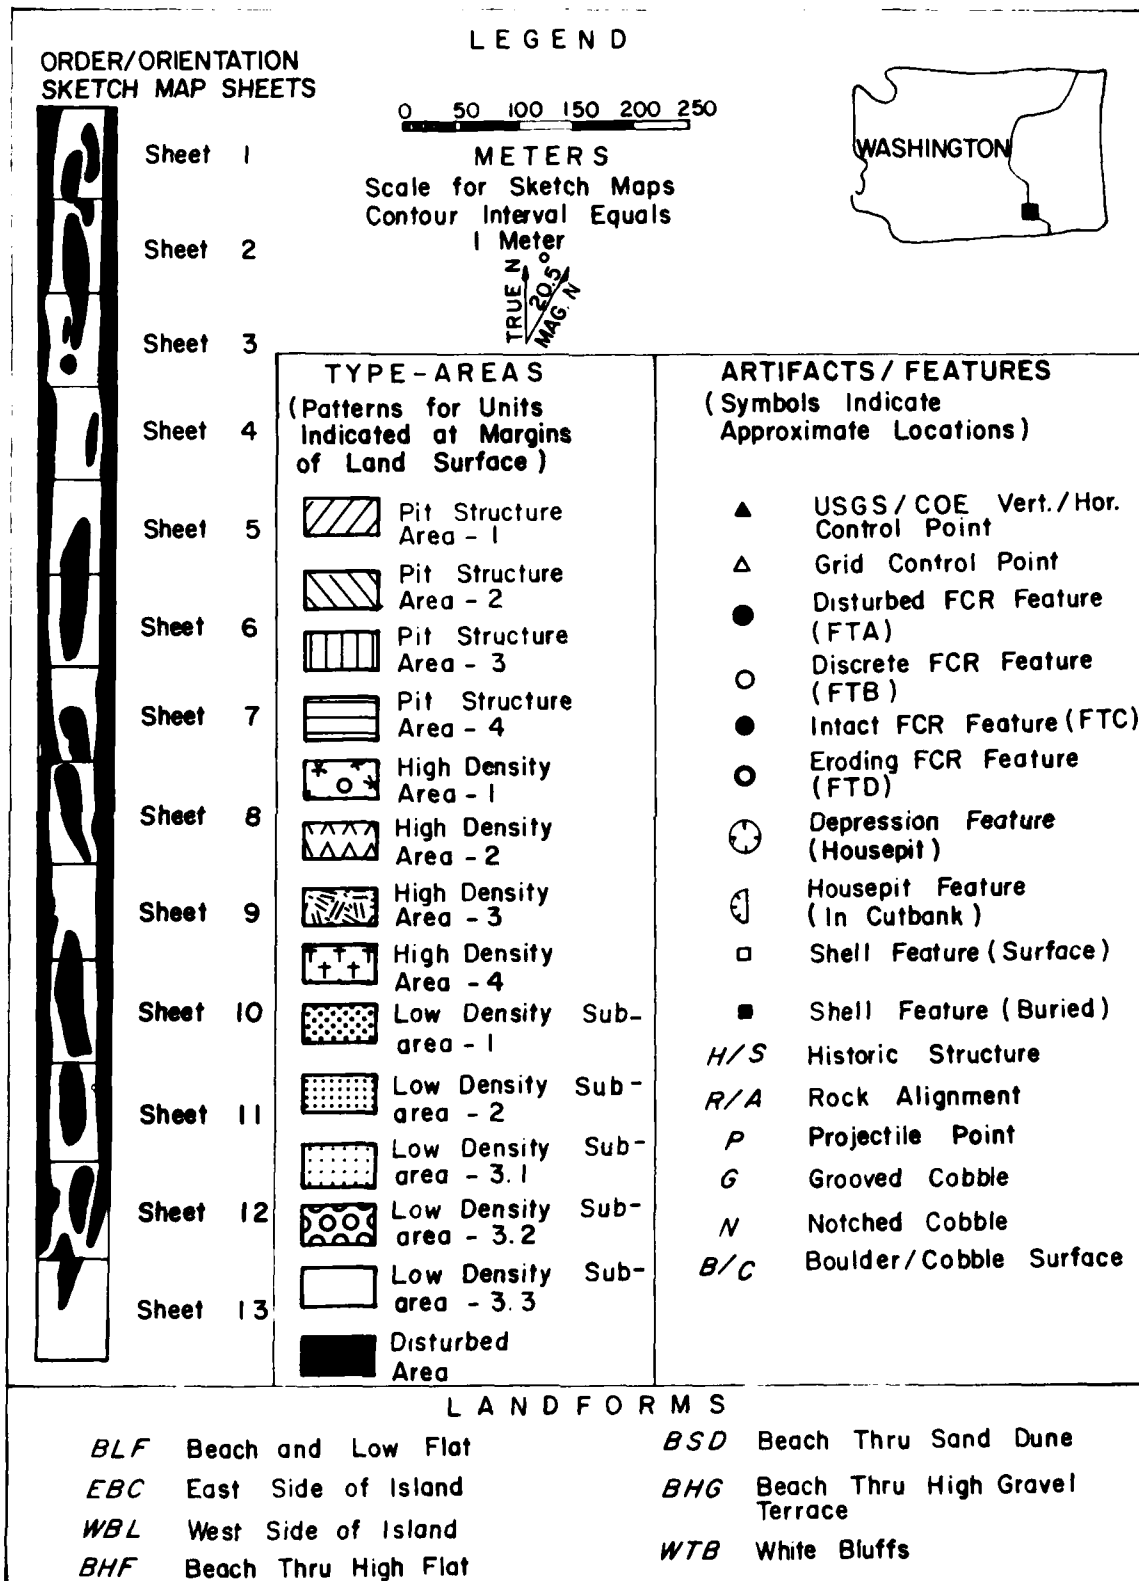 LEGEND
ORDER/ORIENTATION
SKETCH MAP SHEETS
Sheet 1
Sheet 2
Sheet 3
Sheet 4
Sheet 5
Sheet 6
Sheet 7
Sheet 8
Sheet 9
Sheet 10
Sheet 11
Sheet 12
Sheet 13
0 50 100 150 200 250
METERS
Scale for Sketch Maps
Contour Interval Equals
1 Meter
TRUE N
20.5°
MAG. N
WASHINGTON
TYPE-AREAS
(Patterns for Units
Indicated at Margins
of Land Surface)
Pit Structure
Area - 1
Pit Structure
Area - 2
Pit Structure
Area - 3
Pit Structure
Area - 4
High Density
Area - 1
High Density
Area - 2
High Density
Area - 3
High Density
Area - 4
Low Density Sub-
area - 1
Low Density Sub-
area - 2
Low Density Sub-
area - 3.1
Low Density Sub-
area - 3.2
Low Density Sub-
area - 3.3
Disturbed
Area
ARTIFACTS/FEATURES
(Symbols Indicate
Approximate Locations)
USGS/COE Vert./Hor.
Control Point
Grid Control Point
Disturbed FCR Feature
(FTA)
Discrete FCR Feature
(FTB)
Intact FCR Feature (FTC)
Eroding FCR Feature
(FTD)
Depression Feature
(Housepit)
Housepit Feature
(In Cutbank)
Shell Feature (Surface)
Shell Feature (Buried)
H/S Historic Structure
R/A Rock Alignment
P Projectile Point
G Grooved Cobble
N Notched Cobble
B/C Boulder/Cobble Surface
LANDFORMS
BLF Beach and Low Flat
EBC East Side of Island
WBL West Side of Island
BHF Beach Thru High Flat
BSD Beach Thru Sand Dune
BHG Beach Thru High Gravel
Terrace
WTB White Bluffs